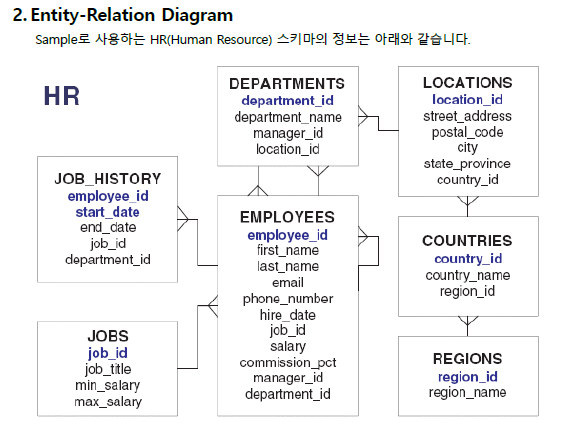 2. Entity-Relation Diagram
Sample로 사용하는 HR(Human Resource) 스키마의 정보는 아래와 같습니다.
HR
DEPARTMENTS
department_id
department_name
manager_id
location_id
LOCATIONS
location_id
street_address
postal_code
city
state_province
country_id
JOB_HISTORY
employee_id
start_date
end_date
job_id
department_id
EMPLOYEES
employee_id
first_name
last_name
email
phone_number
hire_date
job_id
salary
commission_pct
manager_id
department_id
COUNTRIES
country_id
country_name
region_id
JOBS
job_id
job_title
min_salary
max_salary
REGIONS
region_id
region_name